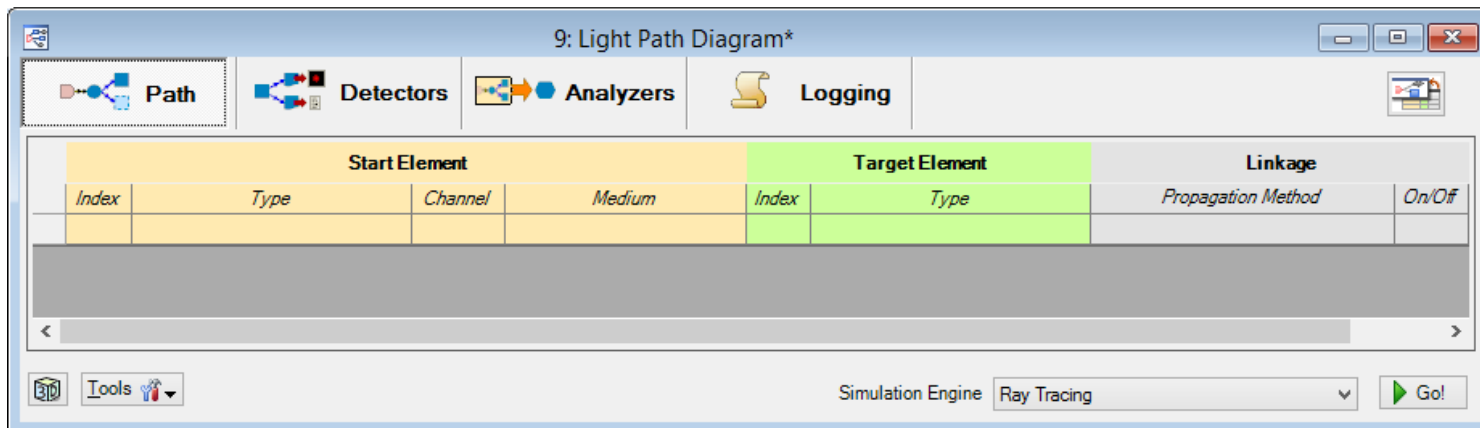 9: Light Path Diagram*
Path Detectors Analyzers Logging
Start Element Target Element Linkage
Index Type Channel Medium Index Type Propagation Method On/Off
3D Tools Simulation Engine Ray Tracing Go!